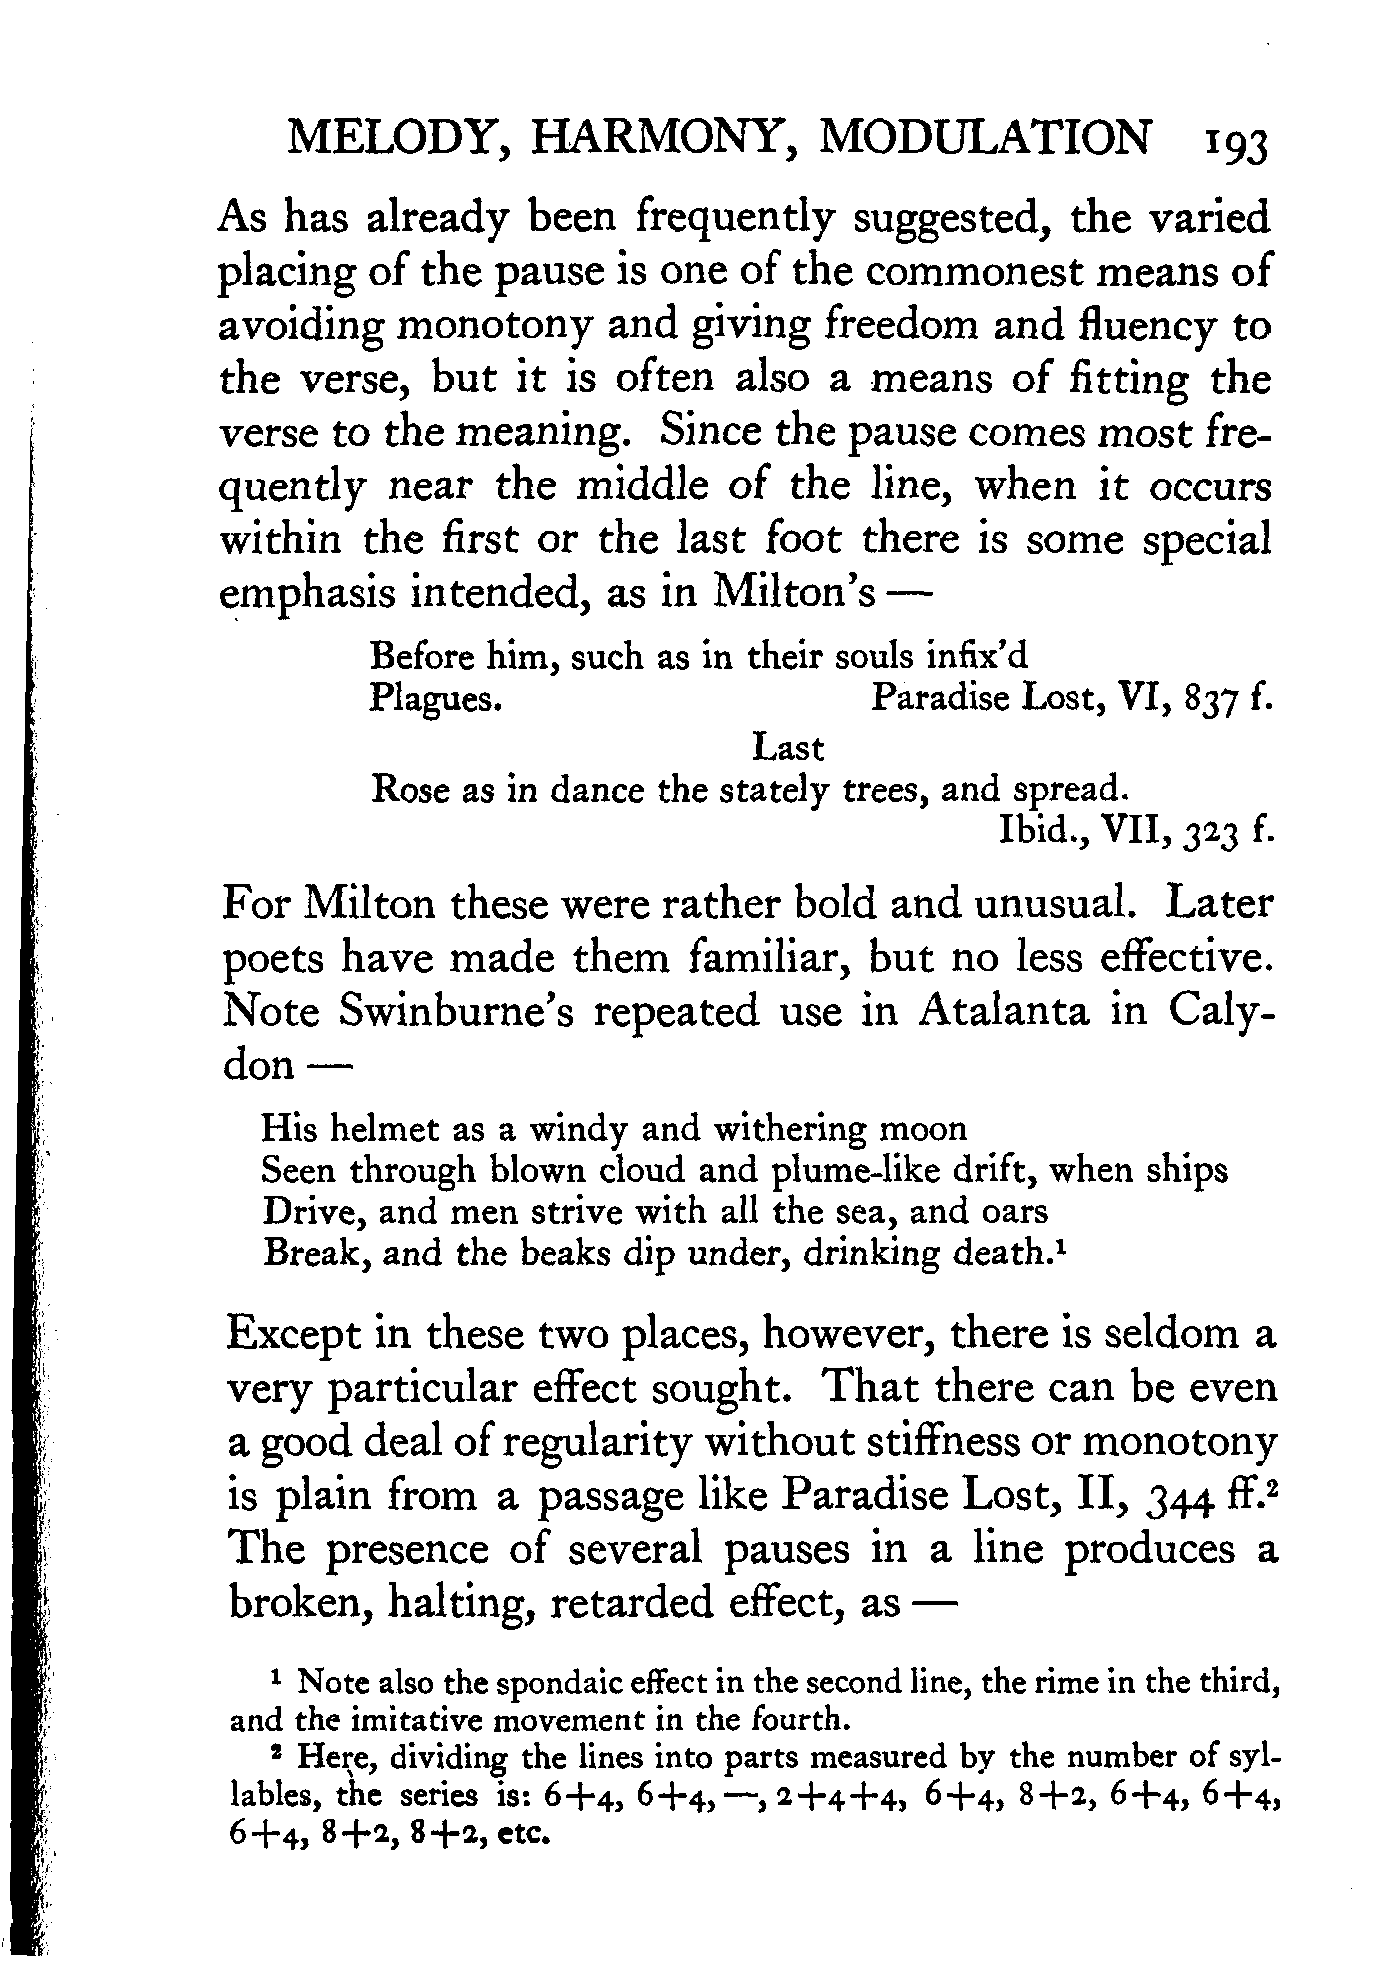 MELODY, HARMONY, MODULATION 193
As has already been frequently suggested, the varied
placing of the pause is one of the commonest means of
avoiding monotony and giving freedom and fluency to
the verse, but it is often also a means of fitting the
verse to the meaning. Since the pause comes most fre-
quently near the middle of the line, when it occurs
within the first or the last foot there is some special
emphasis intended, as in Milton's —
Before him, such as in their souls infix'd
Plagues. Paradise Lost, VI, 837 f.
Last
Rose as in dance the stately trees, and spread.
Ibid., VII, 323 f.
For Milton these were rather bold and unusual. Later
poets have made them familiar, but no less effective.
Note Swinburne's repeated use in Atalanta in Caly-
don —
His helmet as a windy and withering moon
Seen through blown cloud and plume-like drift, when ships
Drive, and men strive with all the sea, and oars
Break, and the beaks dip under, drinking death.¹
Except in these two places, however, there is seldom a
very particular effect sought. That there can be even
a good deal of regularity without stiffness or monotony
is plain from a passage like Paradise Lost, II, 344 ff.²
The presence of several pauses in a line produces a
broken, halting, retarded effect, as —
¹ Note also the spondaic effect in the second line, the rime in the third,
and the imitative movement in the fourth.
² Here, dividing the lines into parts measured by the number of syl-
lables, the series is: 6+4, 6+4, —, 2+4+4, 6+4, 8+2, 6+4, 6+4,
6+4, 8+2, 8+2, etc.